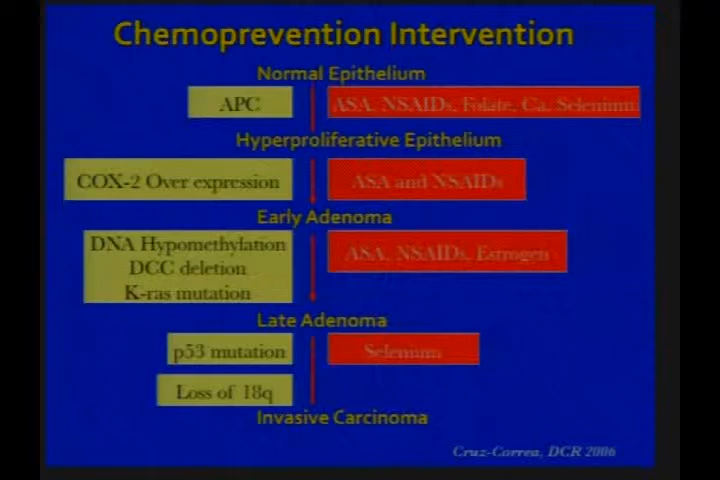 Chemoprevention Intervention
Normal Epithelium
APC
ASA, NSAIDs, Folate, Ca, Selenium
Hyperproliferative Epithelium
COX-2 Over expression
ASA and NSAIDs
Early Adenoma
DNA Hypomethylation
DCC deletion
K-ras mutation
ASA, NSAIDs, Estrogen
Late Adenoma
p53 mutation
Selenium
Loss of 18q
Invasive Carcinoma
Cruz-Correa, DCR 2006